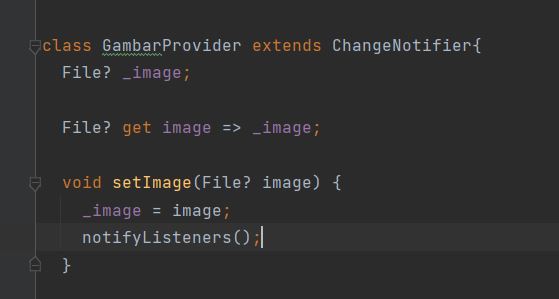 class GambarProvider extends ChangeNotifier{
File? _image;
File? get image => _image;
void setImage(File? image) {
_image = image;
notifyListeners();
}